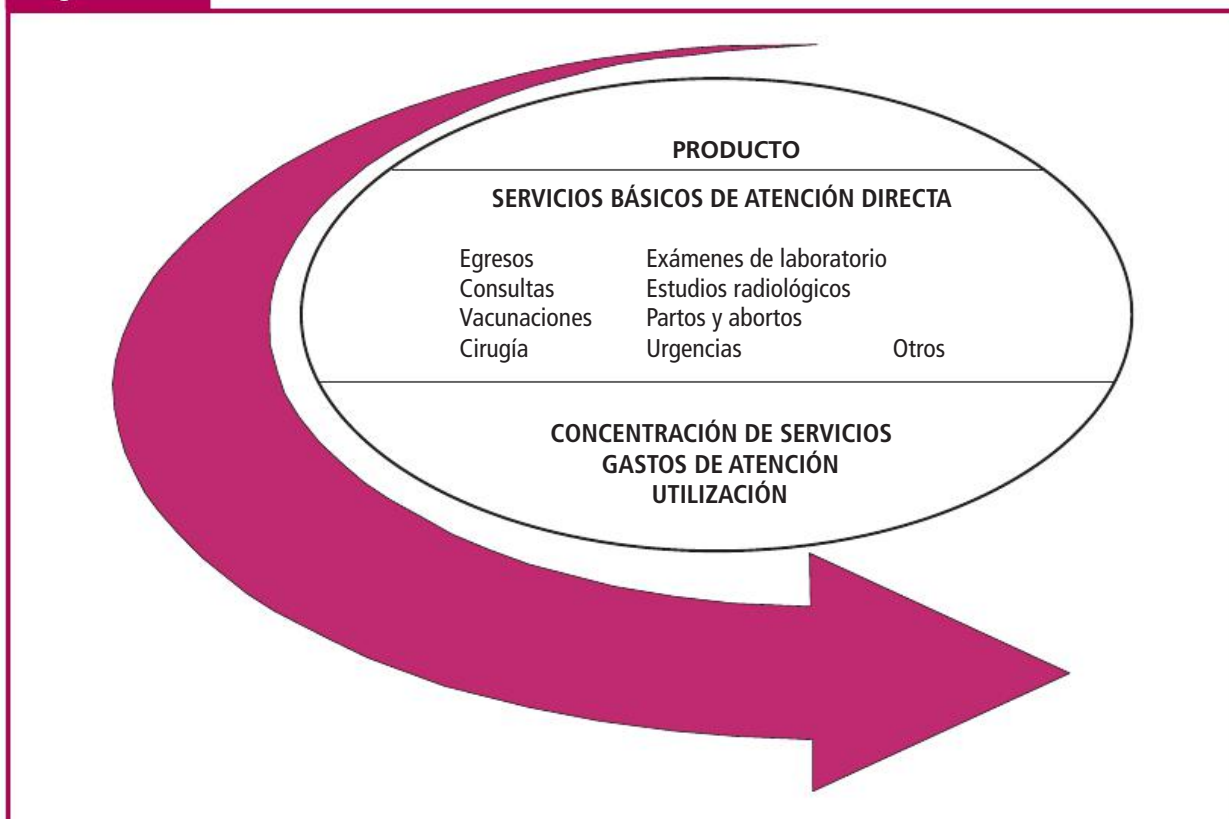 PRODUCTO
SERVICIOS BÁSICOS DE ATENCIÓN DIRECTA
Egresos Exámenes de laboratorio
Consultas Estudios radiológicos
Vacunaciones Partos y abortos
Cirugía Urgencias Otros
CONCENTRACIÓN DE SERVICIOS
GASTOS DE ATENCIÓN
UTILIZACIÓN